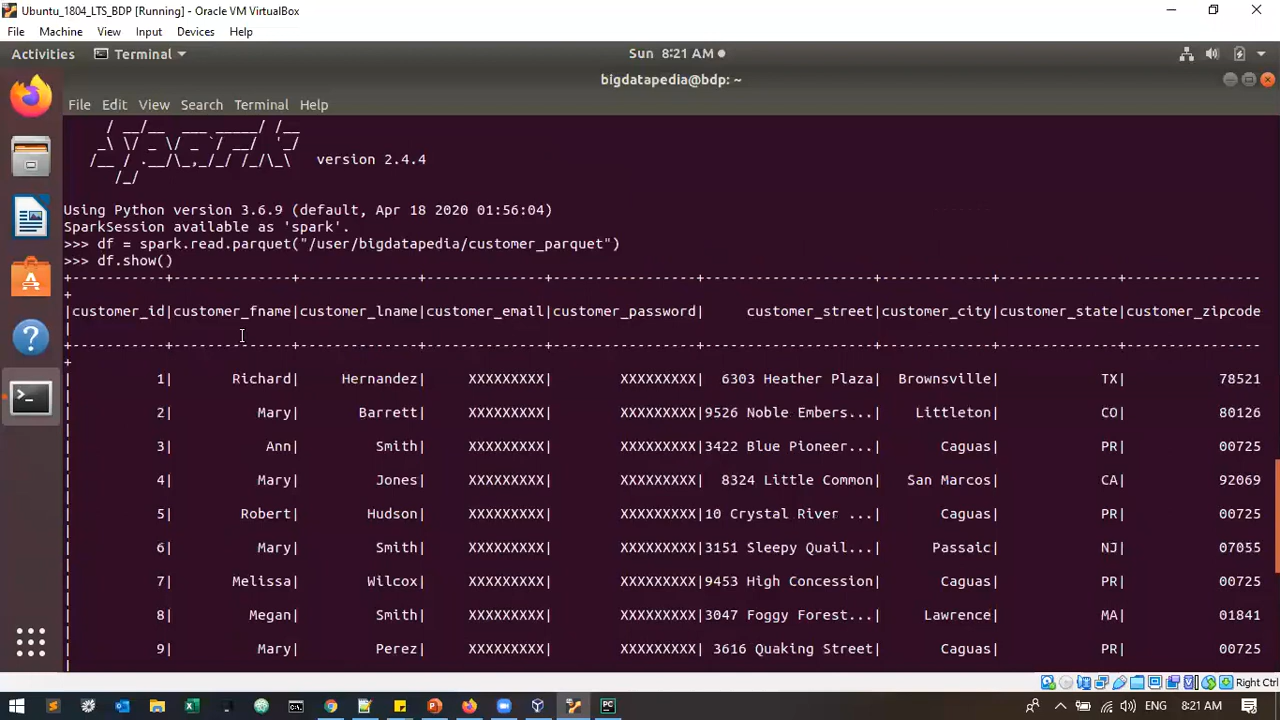 Ubuntu_1804_LTS_BDP [Running] - Oracle VM VirtualBox
File Machine View Input Devices Help
Activities Terminal Sun 8:21 AM
bigdatapedia@bdp: ~
File Edit View Search Terminal Help
    / __/__  ___ _____/ /__
   _\ \/ _ \/ _ `/ __/  '_/
  /__ / .__/\_,_/_/ /_/\_\   version 2.4.4
     /_/
Using Python version 3.6.9 (default, Apr 18 2020 01:56:04)
SparkSession available as 'spark'.
>>> df = spark.read.parquet("/user/bigdatapedia/customer_parquet")
>>> df.show()
+-----------+--------------+--------------+--------------+-----------------+--------------------+-------------+--------------+----------------
+
|customer_id|customer_fname|customer_lname|customer_email|customer_password|     customer_street|customer_city|customer_state|customer_zipcode
|
+-----------+--------------+--------------+--------------+-----------------+--------------------+-------------+--------------+----------------
+
|          1|       Richard|     Hernandez|     XXXXXXXXX|        XXXXXXXXX|  6303 Heather Plaza|  Brownsville|            TX|           78521
|
|          2|          Mary|       Barrett|     XXXXXXXXX|        XXXXXXXXX|9526 Noble Embers...|    Littleton|            CO|           80126
|
|          3|           Ann|         Smith|     XXXXXXXXX|        XXXXXXXXX|3422 Blue Pioneer...|       Caguas|            PR|           00725
|
|          4|          Mary|         Jones|     XXXXXXXXX|        XXXXXXXXX|  8324 Little Common|   San Marcos|            CA|           92069
|
|          5|        Robert|        Hudson|     XXXXXXXXX|        XXXXXXXXX|10 Crystal River ...|       Caguas|            PR|           00725
|
|          6|          Mary|         Smith|     XXXXXXXXX|        XXXXXXXXX|3151 Sleepy Quail...|      Passaic|            NJ|           07055
|
|          7|       Melissa|        Wilcox|     XXXXXXXXX|        XXXXXXXXX|9453 High Concession|       Caguas|            PR|           00725
|
|          8|         Megan|         Smith|     XXXXXXXXX|        XXXXXXXXX|3047 Foggy Forest...|     Lawrence|            MA|           01841
|
|          9|          Mary|         Perez|     XXXXXXXXX|        XXXXXXXXX| 3616 Quaking Street|       Caguas|            PR|           00725
|
Right Ctrl
ENG 8:21 AM